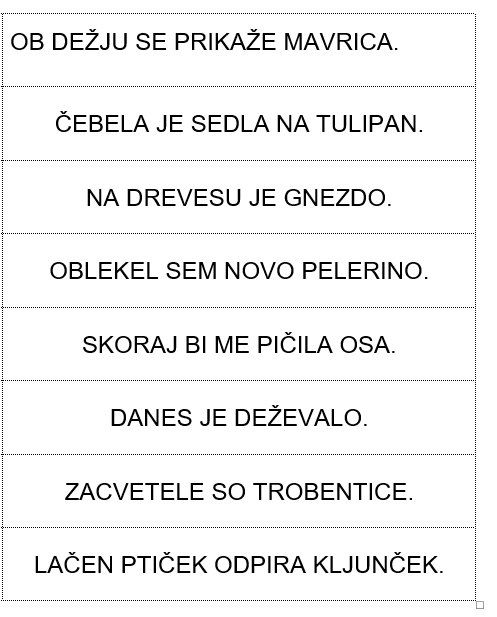 OB DEŽJU SE PRIKAŽE MAVRICA.
ČEBELA JE SEDLA NA TULIPAN.
NA DREVESU JE GNEZDO.
OBLEKEL SEM NOVO PELERINO.
SKORAJ BI ME PIČILA OSA.
DANES JE DEŽEVALO.
ZACVETELE SO TROBENTICE.
LAČEN PTIČEK ODPIRA KLJUNČEK.